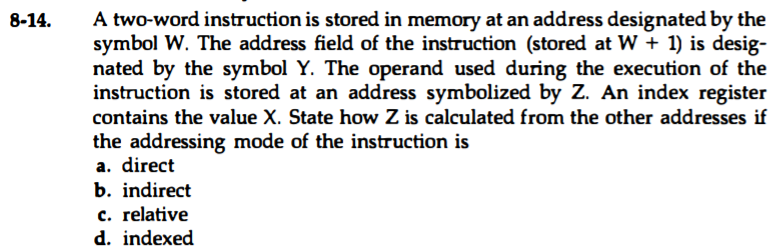 8-14. A two-word instruction is stored in memory at an address designated by the
symbol W. The address field of the instruction (stored at W + 1) is desig-
nated by the symbol Y. The operand used during the execution of the
instruction is stored at an address symbolized by Z. An index register
contains the value X. State how Z is calculated from the other addresses if
the addressing mode of the instruction is
a. direct
b. indirect
c. relative
d. indexed